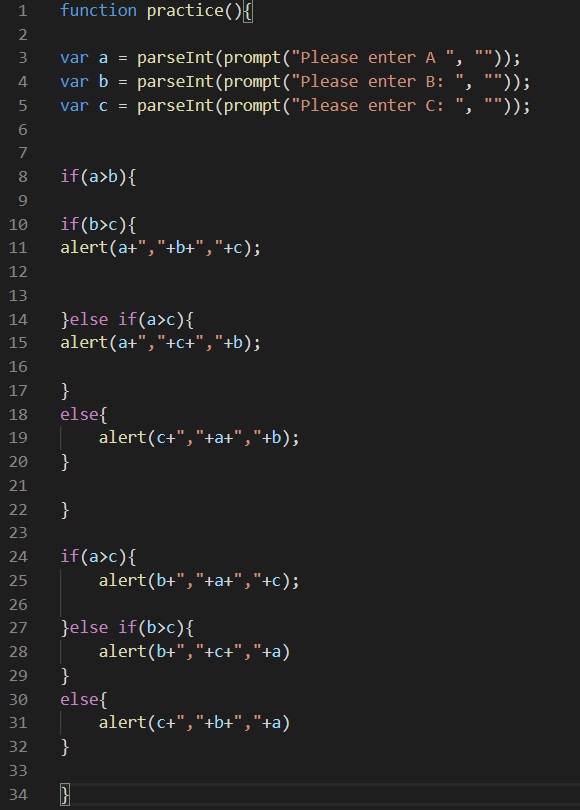 1 function practice(){
2
3 var a = parseInt(prompt("Please enter A ", ""));
4 var b = parseInt(prompt("Please enter B: ", ""));
5 var c = parseInt(prompt("Please enter C: ", ""));
6
7
8 if(a>b){
9
10 if(b>c){
11 alert(a+","+b+","+c);
12
13
14 }else if(a>c){
15 alert(a+","+c+","+b);
16
17 }
18 else{
19     alert(c+","+a+","+b);
20 }
21
22 }
23
24 if(a>c){
25     alert(b+","+a+","+c);
26
27 }else if(b>c){
28     alert(b+","+c+","+a)
29 }
30 else{
31     alert(c+","+b+","+a)
32 }
33
34 }